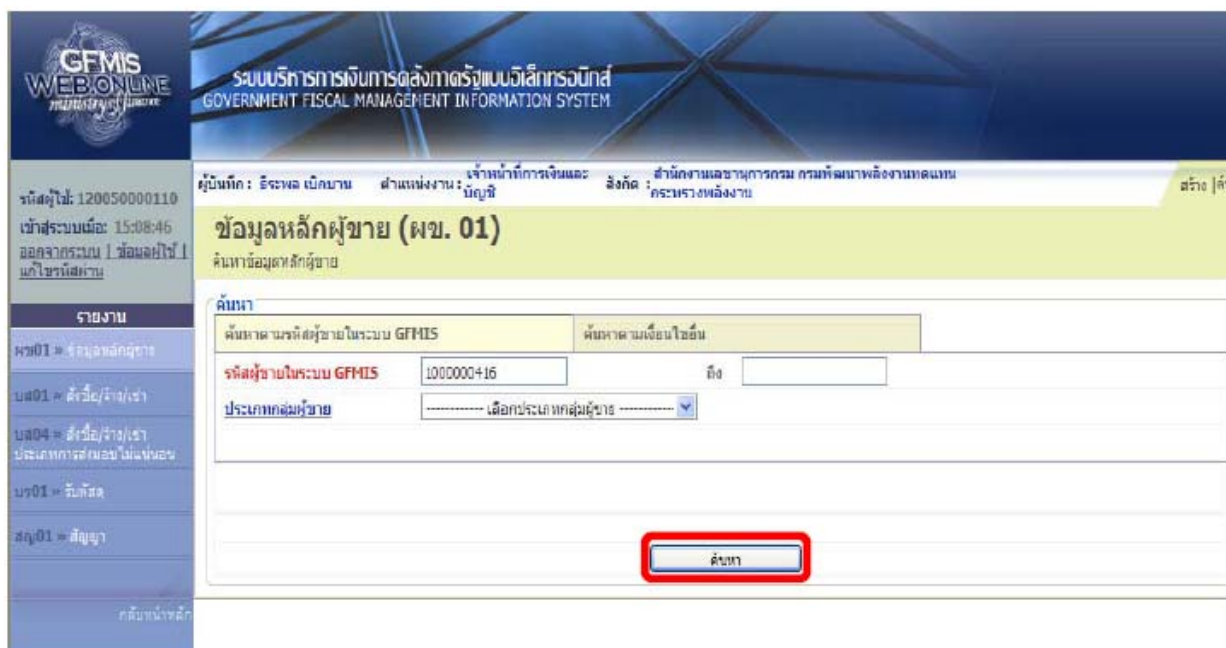 GFMIS
WEB ONLINE
ministry of finance
ระบบบริหารการเงินการคลังภาครัฐแบบอิเล็กทรอนิกส์
GOVERNMENT FISCAL MANAGEMENT INFORMATION SYSTEM
รหัสผู้ใช้: 120050000110
เข้าสู่ระบบเมื่อ: 15:08:46
ออกจากระบบ | ข้อมูลผู้ใช้ |
แก้ไขรหัสผ่าน
ผู้บันทึก : ธีระพล เบิกบาน ตำแหน่งงาน : เจ้าหน้าที่การเงินและบัญชี สังกัด : สำนักงานเลขานุการกรม กรมพัฒนาพลังงานทดแทน
กระทรวงพลังงาน
สร้าง |
ข้อมูลหลักผู้ขาย (ผข. 01)
ค้นหาข้อมูลหลักผู้ขาย
รายงาน
ผข01 » ข้อมูลหลักผู้ขาย
บส01 » สั่งซื้อ/จ้าง/เช่า
บส04 » สั่งซื้อ/จ้าง/เช่า
ประเภทการส่งมอบไม่แน่นอน
บร01 » รับพัสดุ
สญ01 » สัญญา
กลับหน้าหลัก
ค้นหา
ค้นหาตามรหัสผู้ขายในระบบ GFMIS ค้นหาตามเงื่อนไขอื่น
รหัสผู้ขายในระบบ GFMIS 1000000416 ถึง
ประเภทกลุ่มผู้ขาย ------------ เลือกประเภทกลุ่มผู้ขาย ------------
ค้นหา